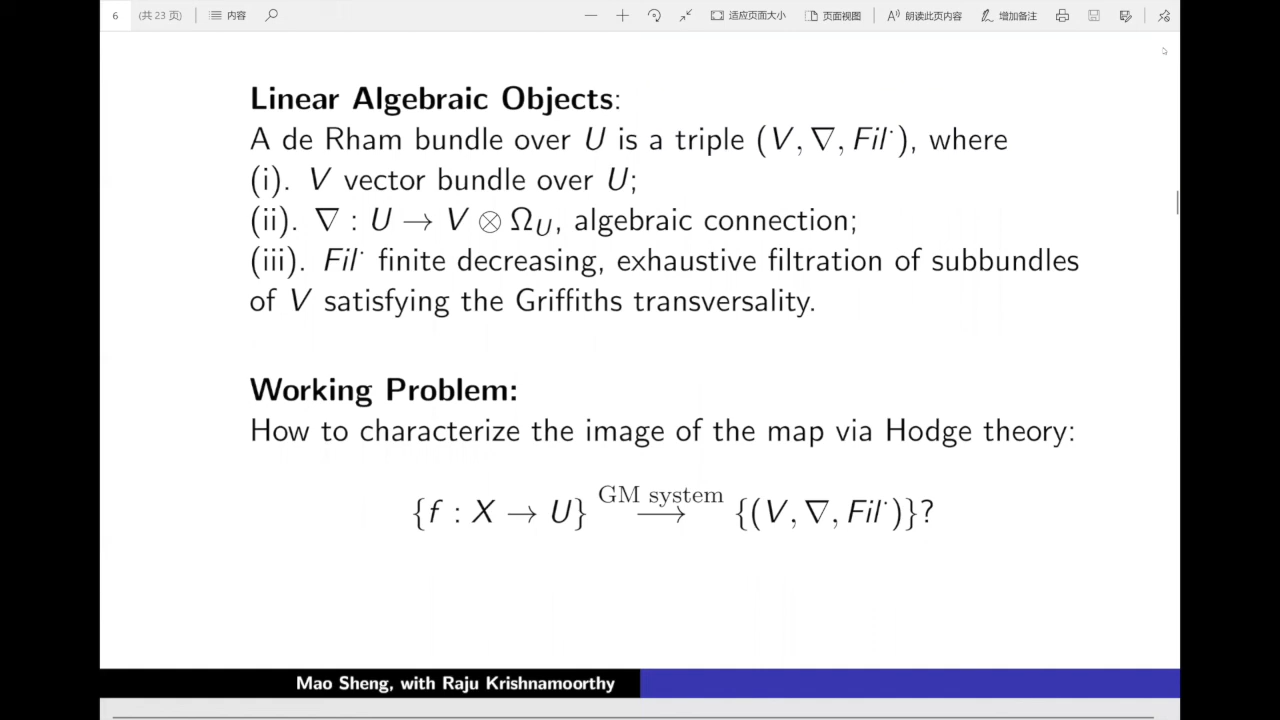 6 (共 23 页) 内容 适应页面大小 页面视图 朗读此页内容 增加备注
Linear Algebraic Objects:
A de Rham bundle over U is a triple (V, ∇, Fil˙), where
(i). V vector bundle over U;
(ii). ∇ : U → V ⊗ Ω_U, algebraic connection;
(iii). Fil˙ finite decreasing, exhaustive filtration of subbundles
of V satisfying the Griffiths transversality.
Working Problem:
How to characterize the image of the map via Hodge theory:
GM system
{f : X → U} ⟶ {(V, ∇, Fil˙)}?
Mao Sheng, with Raju Krishnamoorthy